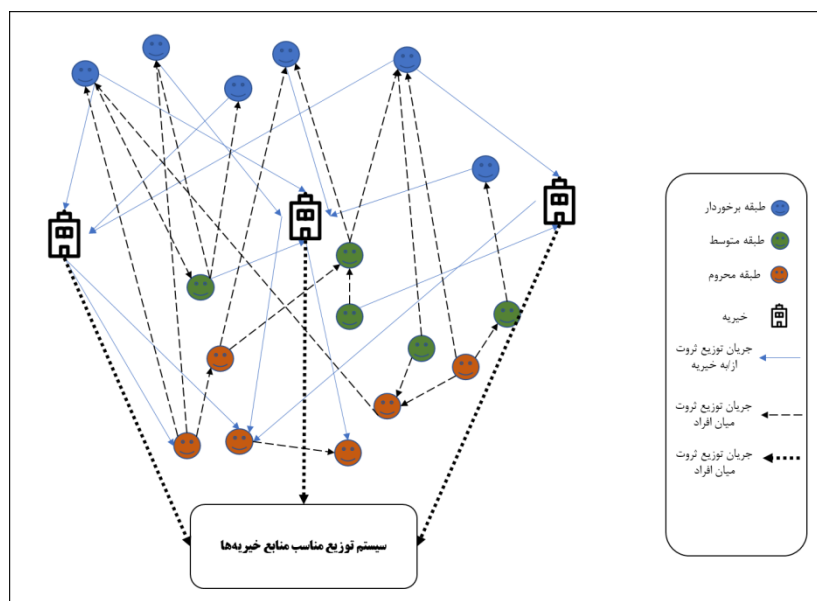 طبقه برخوردار
طبقه متوسط
طبقه محروم
خیریه
جریان توزیع ثروت
از/به خیریه
جریان توزیع ثروت
میان افراد
جریان توزیع ثروت
میان افراد
سیستم توزیع مناسب منابع خیریه‌ها